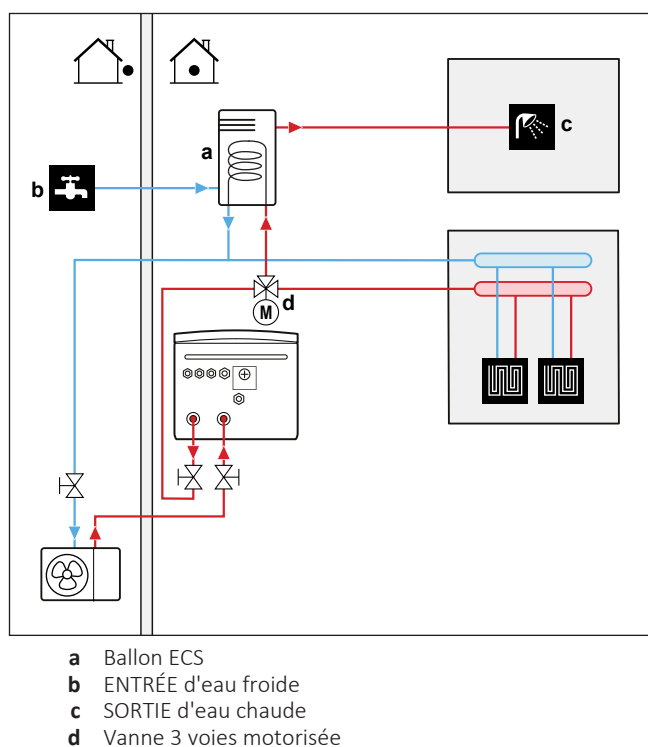 a
b
c
d
M
a Ballon ECS
b ENTRÉE d'eau froide
c SORTIE d'eau chaude
d Vanne 3 voies motorisée